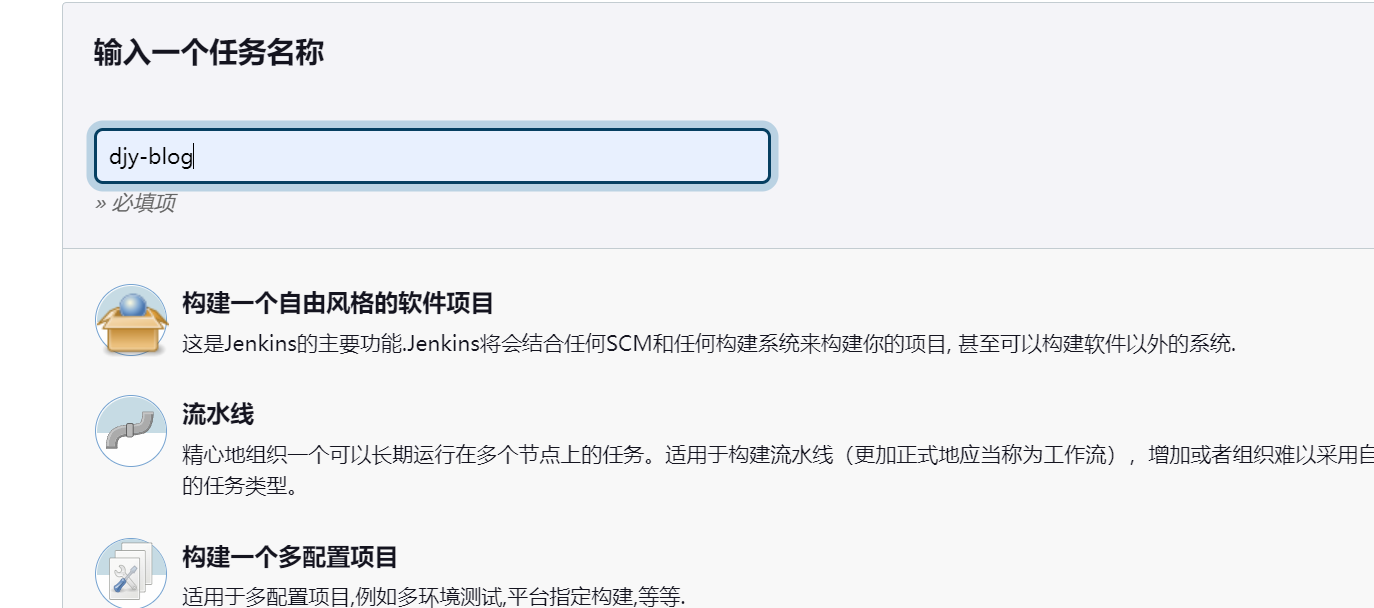 输入一个任务名称
djy-blog
» 必填项
构建一个自由风格的软件项目
这是Jenkins的主要功能.Jenkins将会结合任何SCM和任何构建系统来构建你的项目, 甚至可以构建软件以外的系统.
流水线
精心地组织一个可以长期运行在多个节点上的任务。适用于构建流水线（更加正式地应当称为工作流），增加或者组织难以采用自
的任务类型。
构建一个多配置项目
适用于多配置项目,例如多环境测试,平台指定构建,等等.